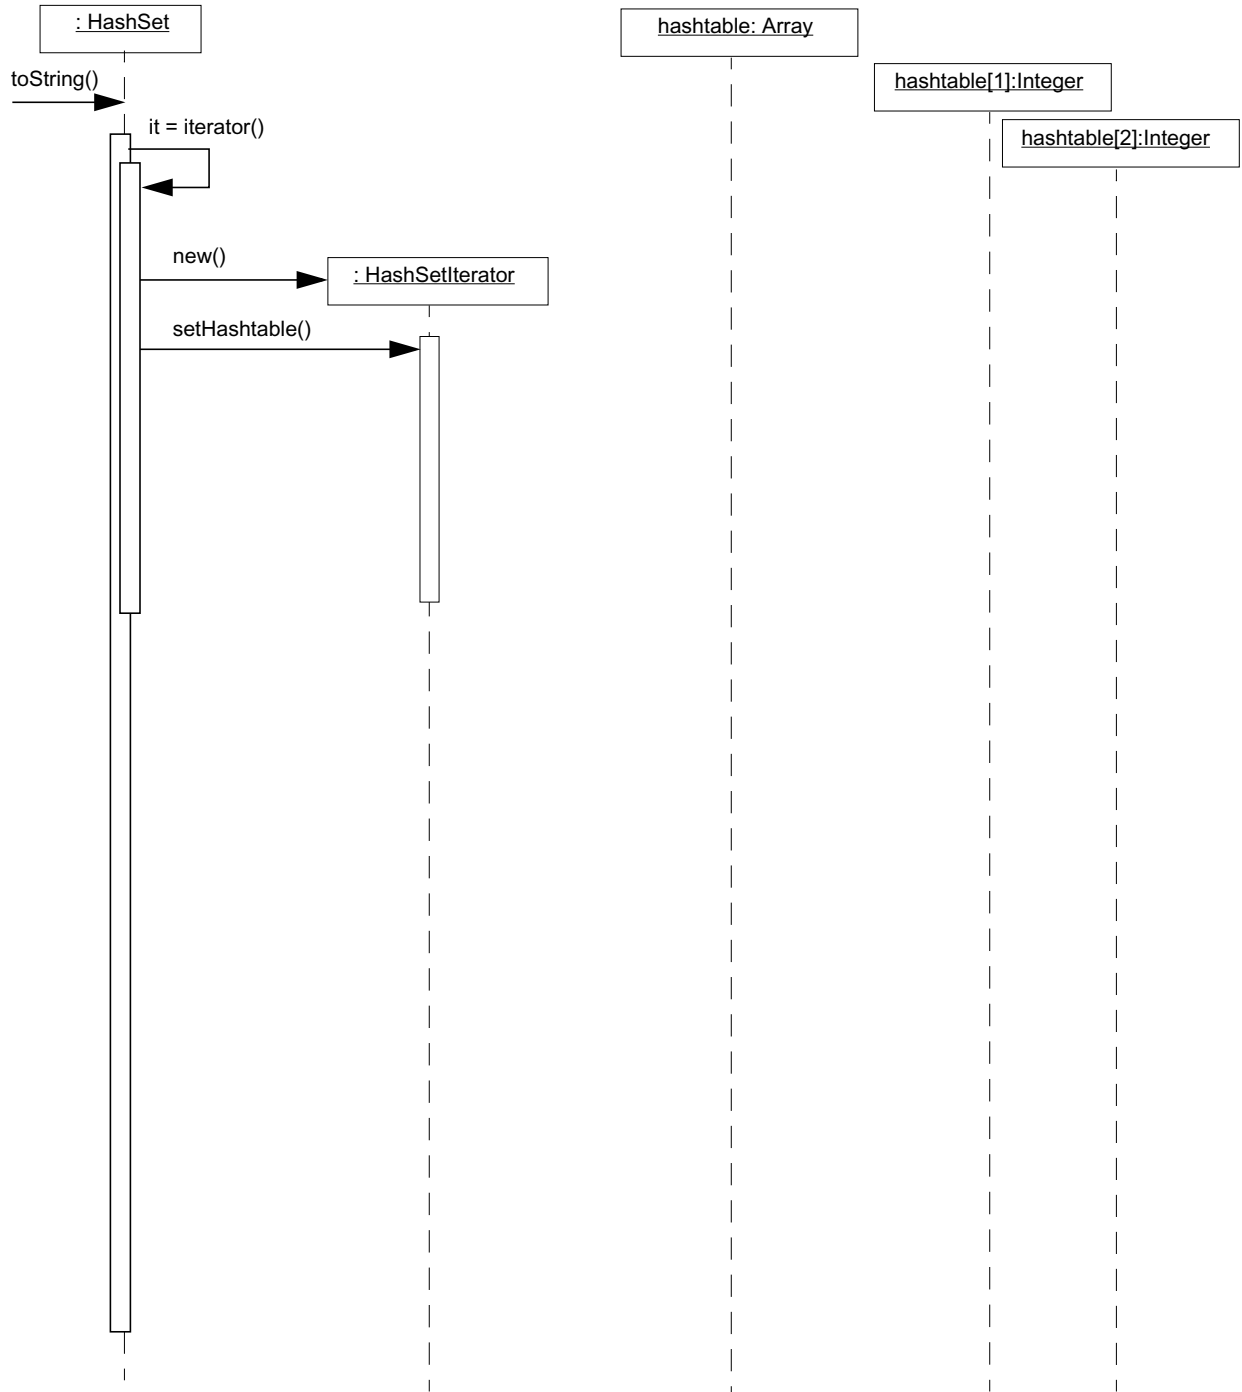 : HashSet
hashtable: Array
toString()
hashtable[1]:Integer
it = iterator()
hashtable[2]:Integer
new()
: HashSetIterator
setHashtable()